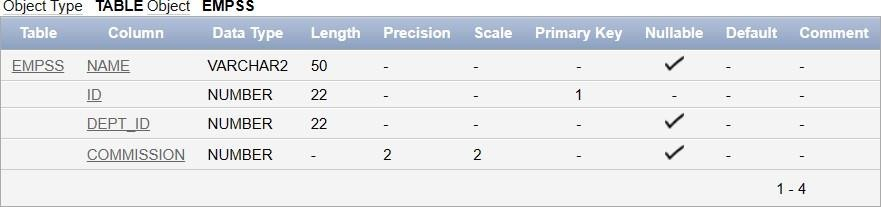 Object Type TABLE Object EMPSS
Table Column Data Type Length Precision Scale Primary Key Nullable Default Comment
EMPSS NAME VARCHAR2 50 - - - ✓ - -
ID NUMBER 22 - - 1 - - -
DEPT_ID NUMBER 22 - - - ✓ - -
COMMISSION NUMBER - 2 2 - ✓ - -
1 - 4